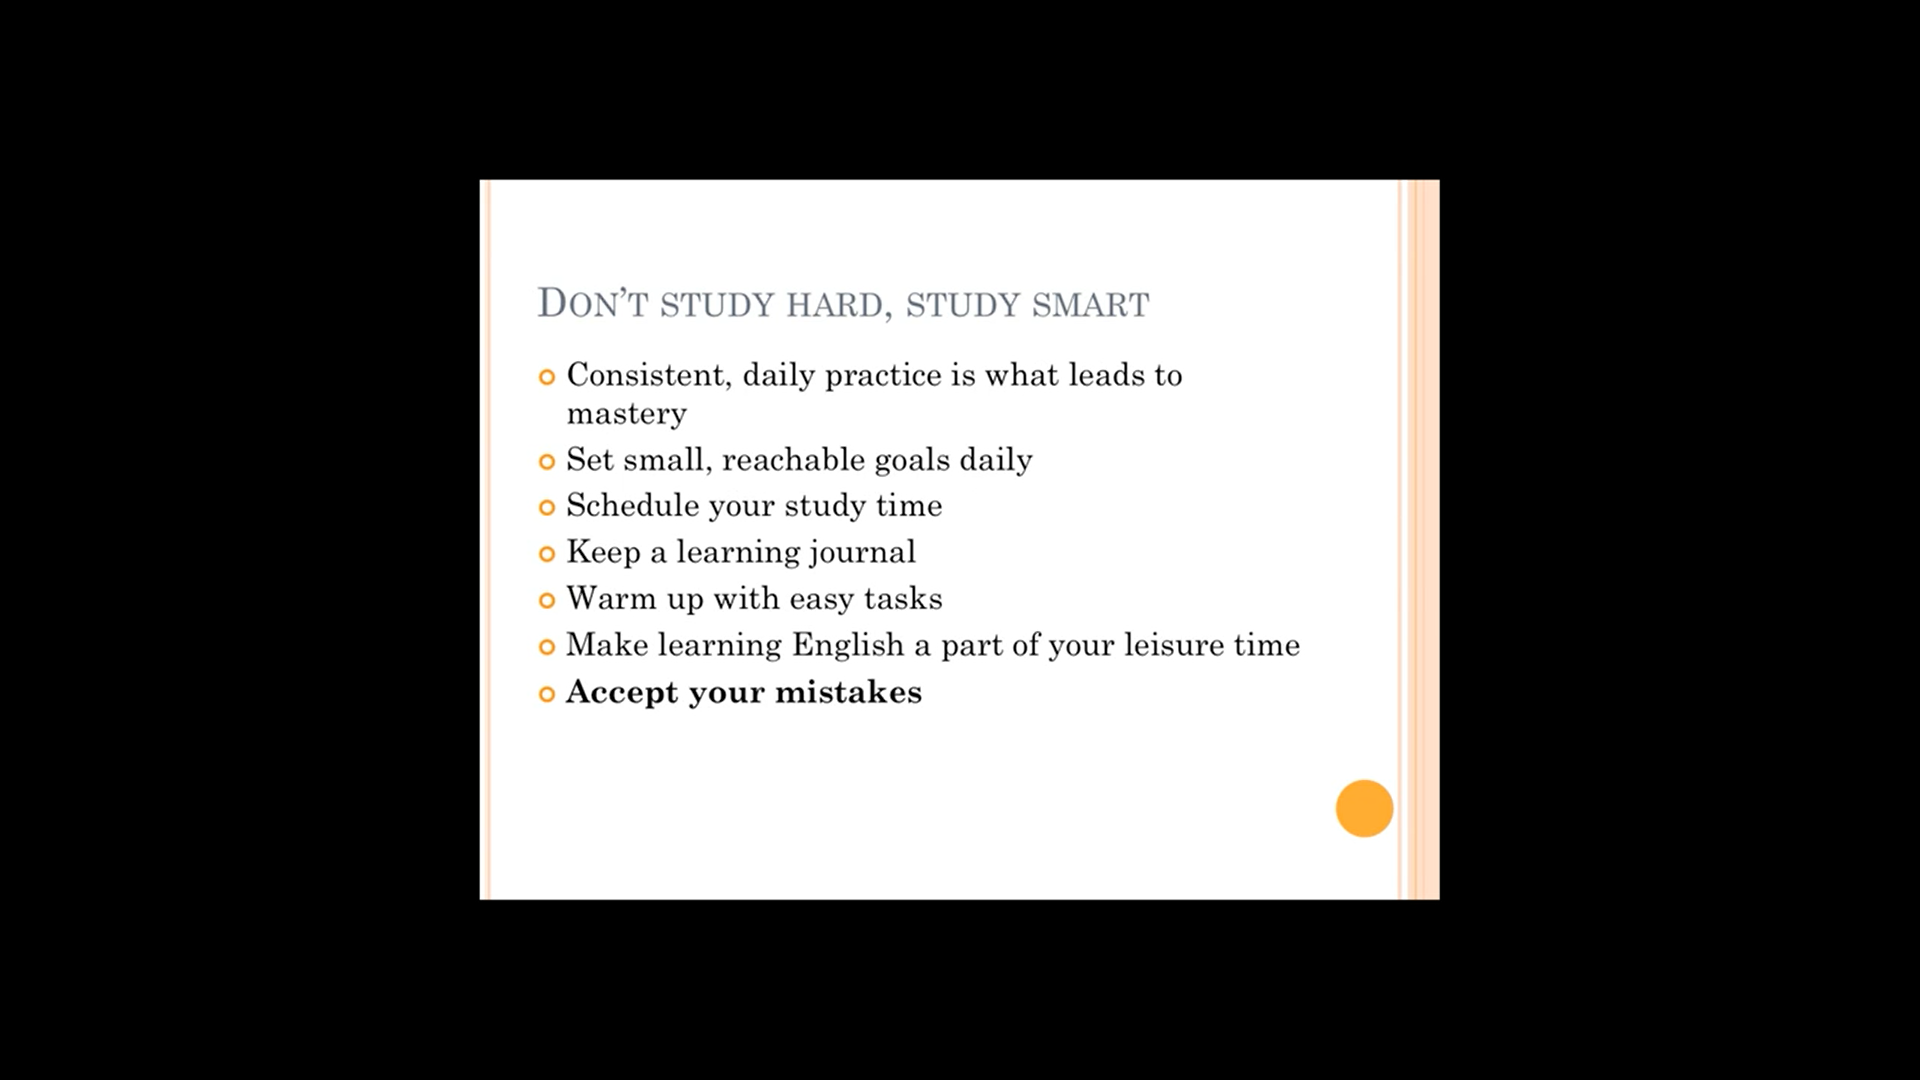 Don't study hard, study smart
Consistent, daily practice is what leads to
mastery
Set small, reachable goals daily
Schedule your study time
Keep a learning journal
Warm up with easy tasks
Make learning English a part of your leisure time
Accept your mistakes